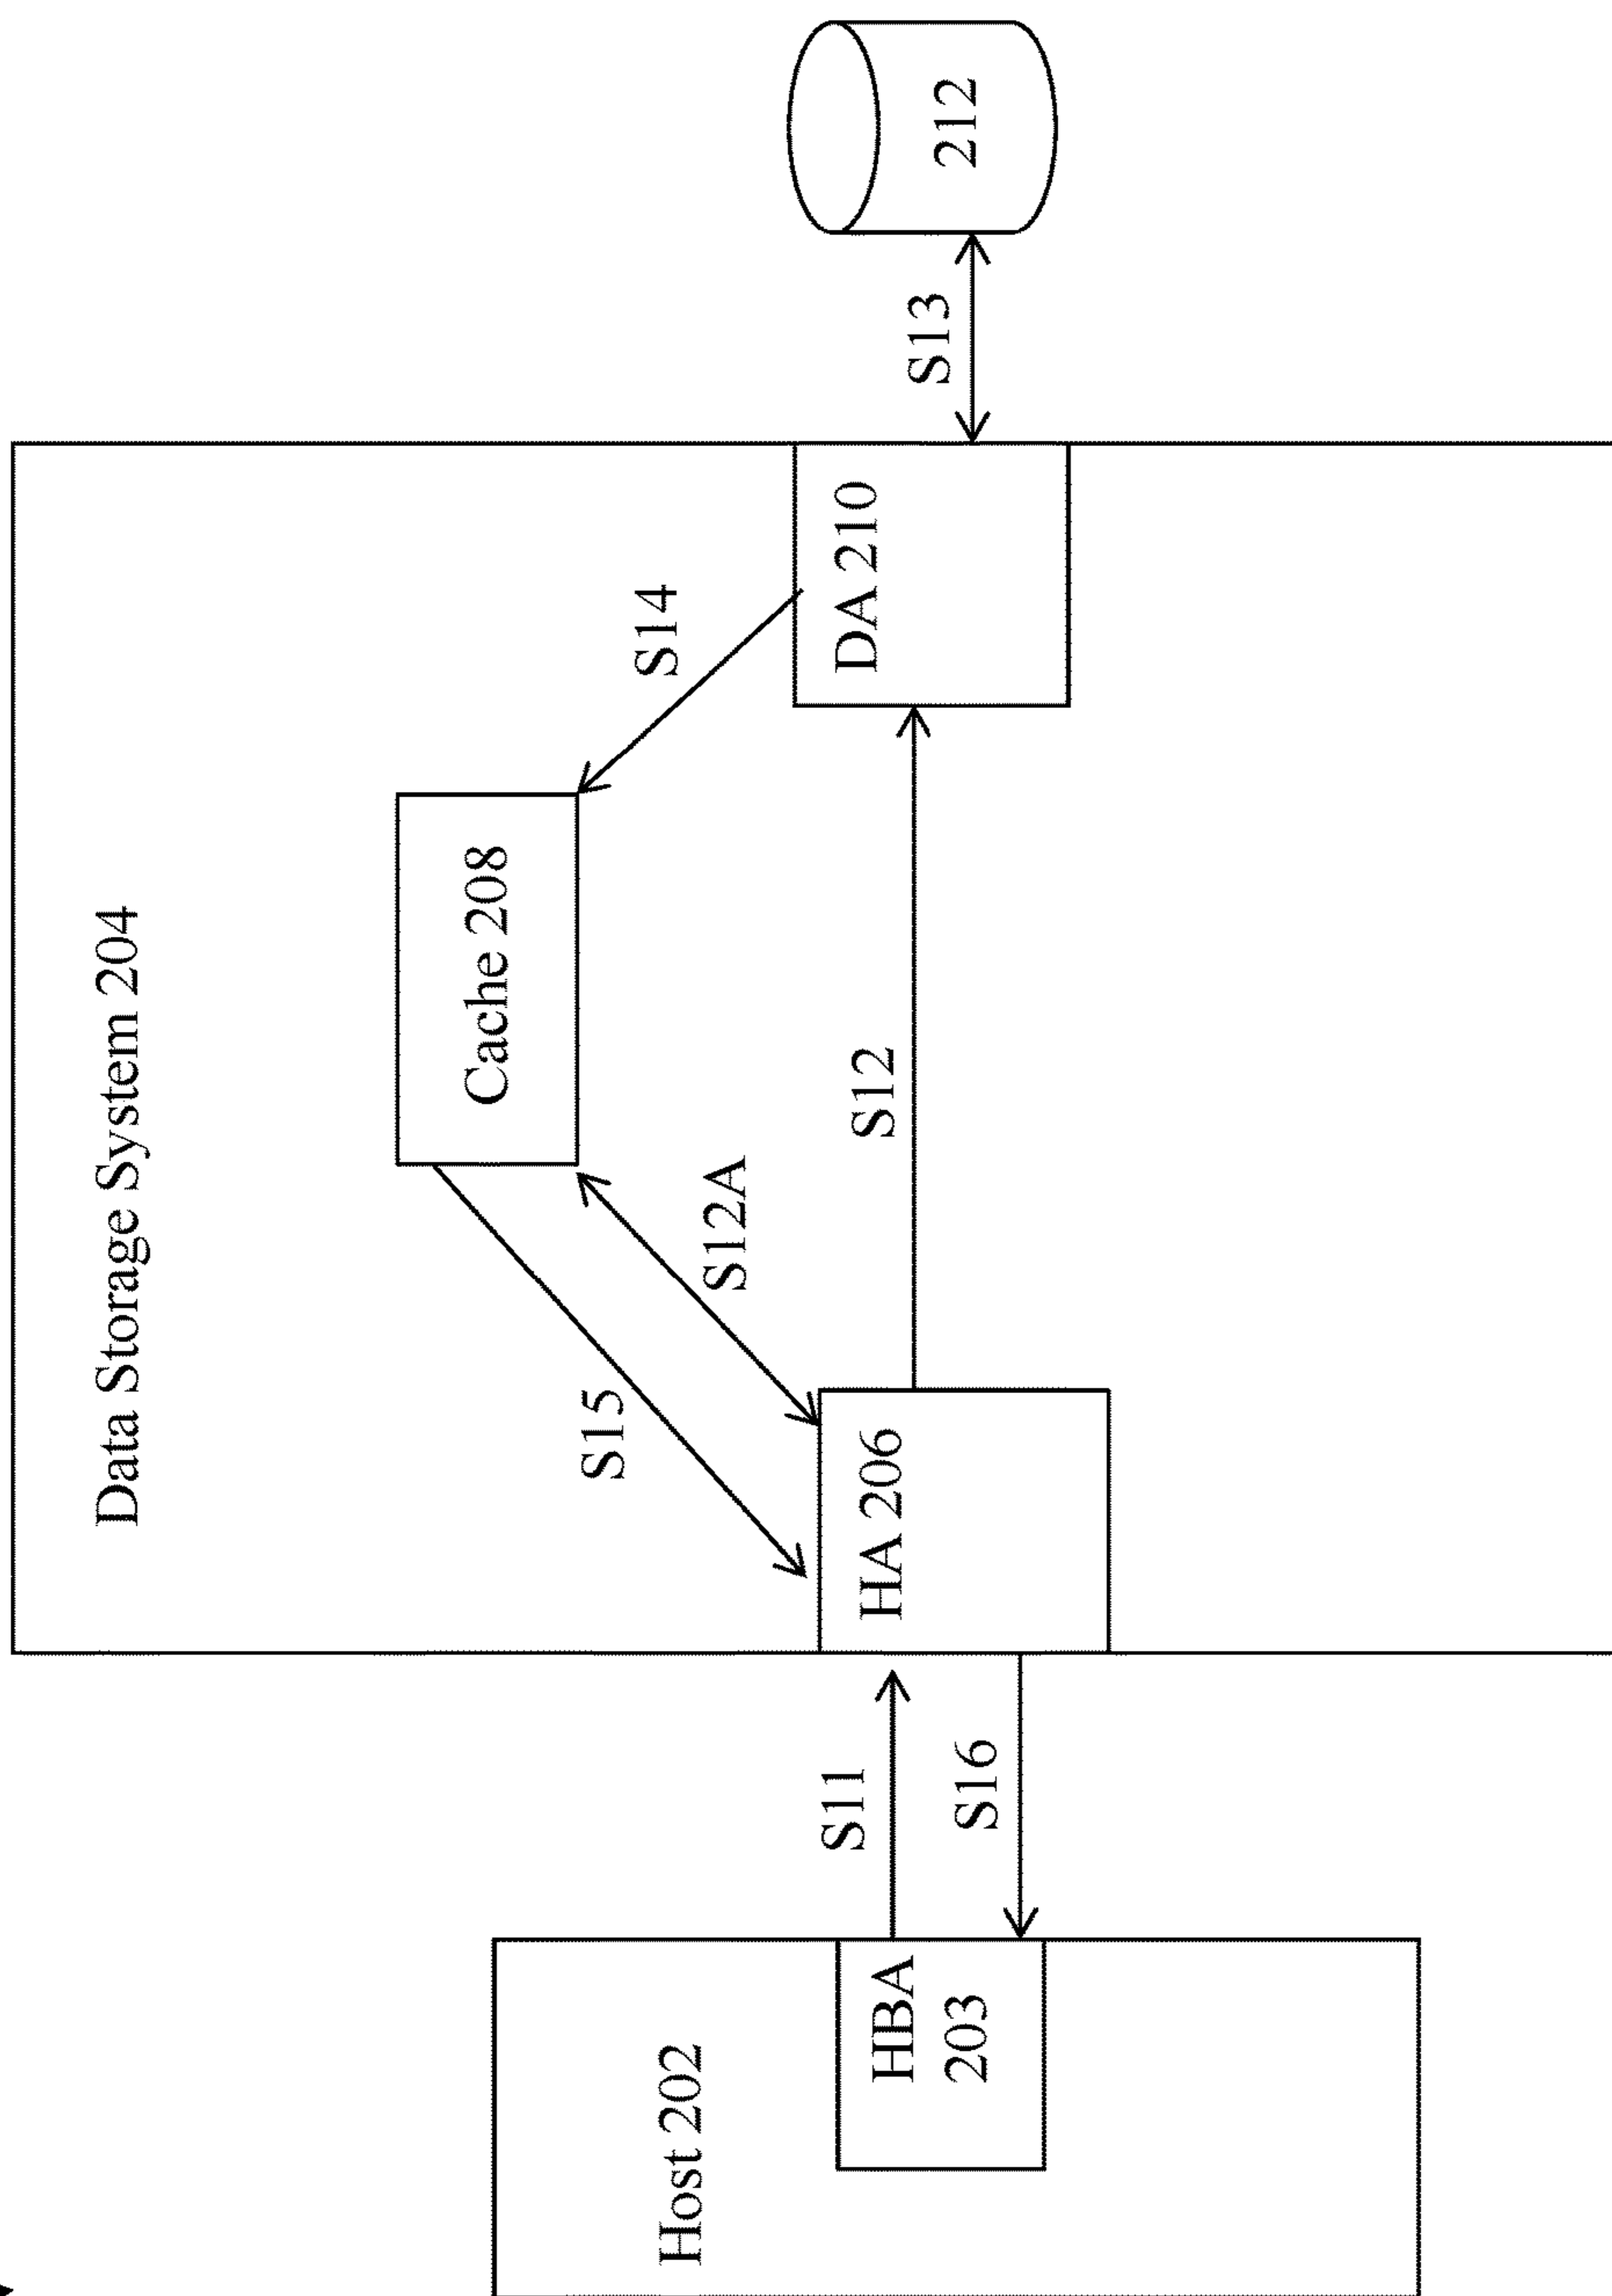 Data Storage System 204
Host 202
HBA
203
S11
S16
HA 206
S15
S12A
S12
Cache 208
S14
DA 210
S13
212